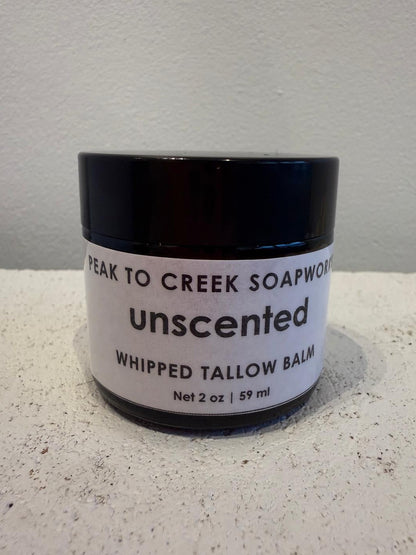 PEAK TO CREEK SOAPWORK
unscented
WHIPPED TALLOW BALM
Net 2 oz | 59 ml